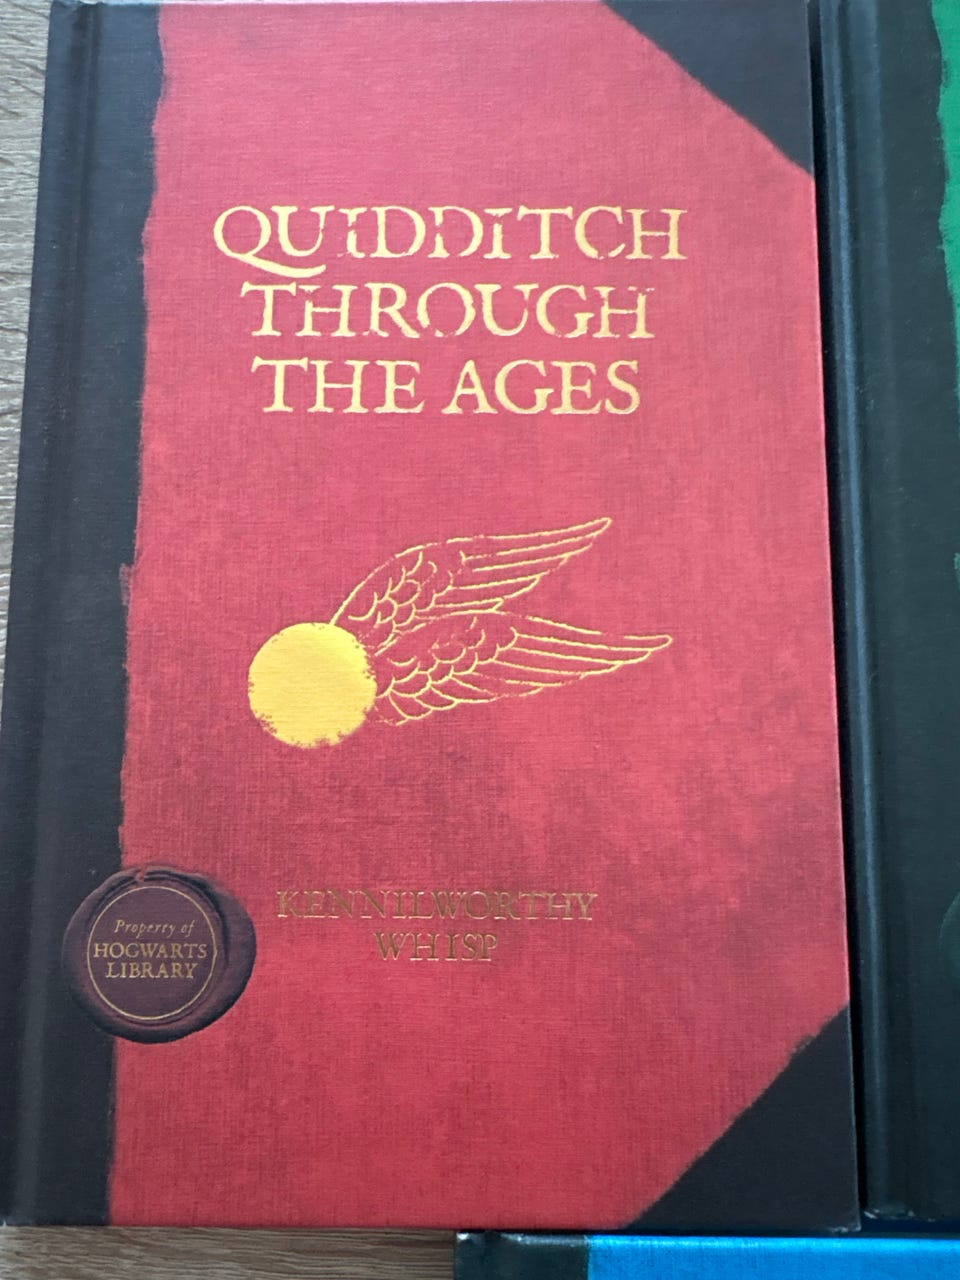 QUIDDITCH
THROUGH
THE AGES
KENNILWORTHY
WHISP
Property of
HOGWARTS
LIBRARY